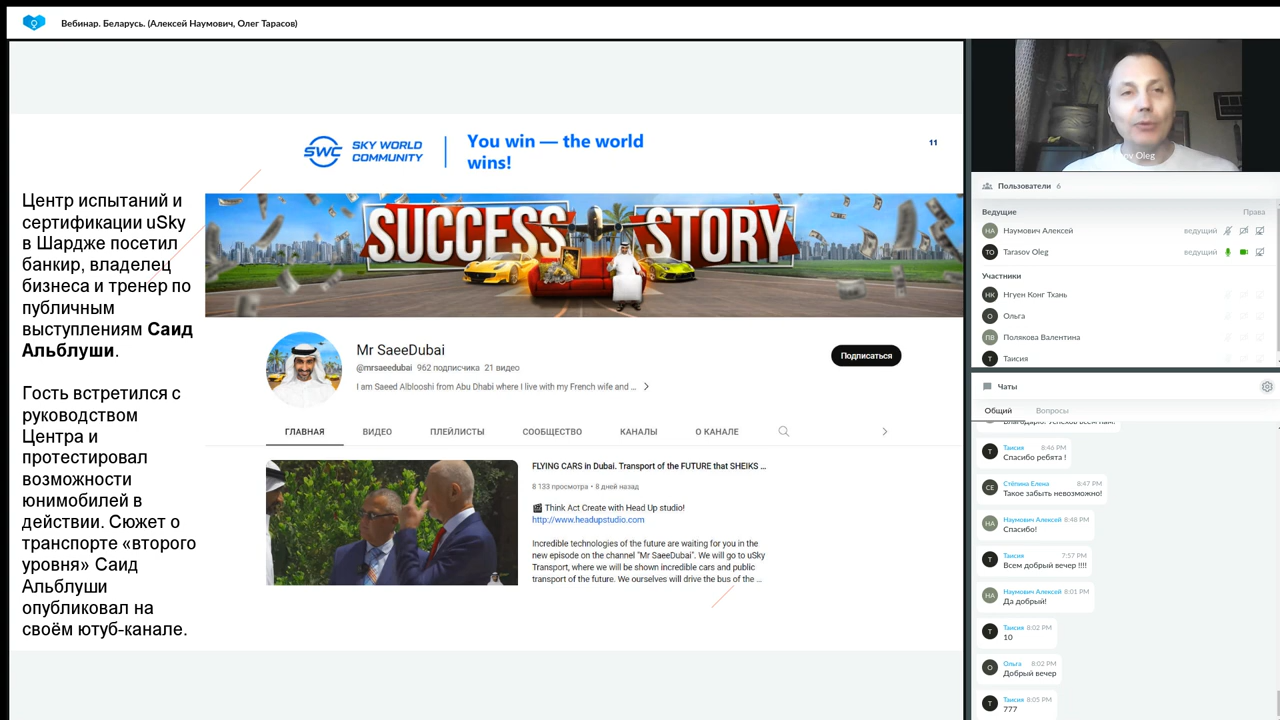 Вебинар. Беларусь. (Алексей Наумович, Олег Тарасов)
SWC
SKY WORLD
COMMUNITY
You win — the world
wins!
11
Центр испытаний и
сертификации uSky
в Шардже посетил
банкир, владелец
бизнеса и тренер по
публичным
выступлениям Саид
Альблуши.
Гость встретился с
руководством
Центра и
протестировал
возможности
юнимобилей в
действии. Сюжет о
транспорте «второго
уровня» Саид
Альблуши
опубликовал на
своём ютуб-канале.
SUCCESS STORY
Mr SaeeDubai
@mrsaeedubai 962 подписчика 21 видео
I am Saeed Alblooshi from Abu Dhabi where I live with my French wife and ...
Подписаться
ГЛАВНАЯ ВИДЕО ПЛЕЙЛИСТЫ СООБЩЕСТВО КАНАЛЫ О КАНАЛЕ
FLYING CARS in Dubai. Transport of the FUTURE that SHEIKS ...
8 133 просмотра • 8 дней назад
Think Act Create with Head Up studio!
http://www.headupstudio.com
Incredible technologies of the future are waiting for you in the
new episode on the channel "Mr SaeeDubai". We will go to uSky
Transport, where we will be shown incredible cars and public
transport of the future. We ourselves will drive the bus of the ...
Oleg
Пользователи 6
Ведущие Права
НА Наумович Алексей ведущий
TO Tarasov Oleg ведущий
Участники
НК Нгуен Конг Тхань
О Ольга
ПВ Полякова Валентина
Т Таисия
Чаты
Общий Вопросы
Т Таисия 8:46 PM
Спасибо ребята !
СЕ Стёпина Елена 8:47 PM
Такое забыть невозможно!
НА Наумович Алексей 8:48 PM
Спасибо!
Т Таисия 7:57 PM
Всем добрый вечер !!!!
НА Наумович Алексей 8:01 PM
Да добрый!
Т Таисия 8:02 PM
10
О Ольга 8:02 PM
Добрый вечер
Т Таисия 8:05 PM
777